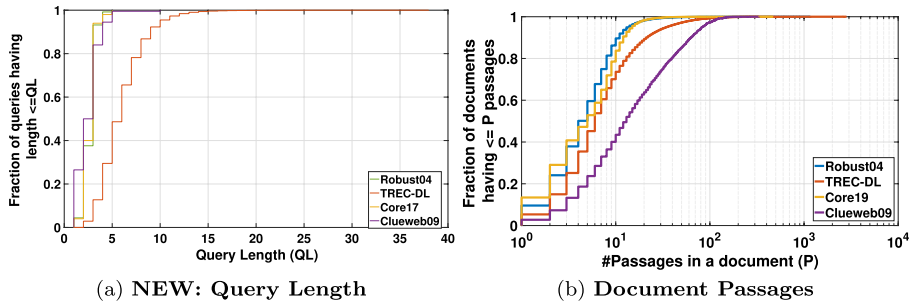 Fraction of queries having
length <=QL
1
0.8
0.6
0.4
0.2
0
0 5 10 15 20 25 30 35 40
Query Length (QL)
Robust04
TREC-DL
Core17
Clueweb09
(a) NEW: Query Length
Fraction of documents
having <= P passages
1
0.8
0.6
0.4
0.2
0
10^0 10^1 10^2 10^3 10^4
#Passages in a document (P)
Robust04
TREC-DL
Core19
Clueweb09
(b) Document Passages